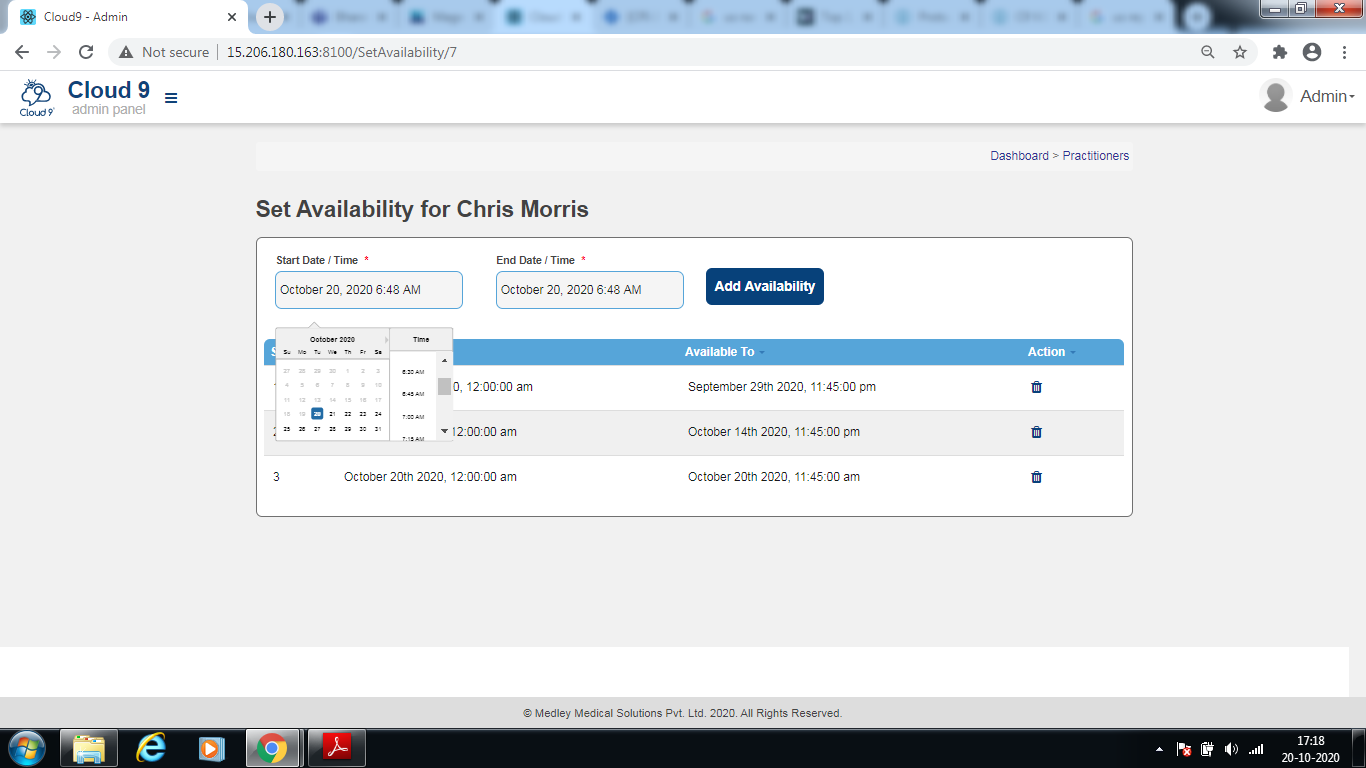 Cloud9 - Admin
Not secure
15.206.180.163:8100/SetAvailability/7
Cloud 9
Cloud 9
admin panel
Admin
Dashboard > Practitioners
Set Availability for Chris Morris
Start Date / Time *
End Date / Time *
October 20, 2020 6:48 AM
October 20, 2020 6:48 AM
Add Availability
October 2020
Time
Su Mo Tu We Th Fr Sa
27 28 29 30 1 2 3
4 5 6 7 8 9 10
11 12 13 14 15 16 17
18 19 20 21 22 23 24
25 26 27 28 29 30 31
6:30 AM
6:45 AM
7:00 AM
7:15 AM
Available To
Action
0, 12:00:00 am
September 29th 2020, 11:45:00 pm
12:00:00 am
October 14th 2020, 11:45:00 pm
3
October 20th 2020, 12:00:00 am
October 20th 2020, 11:45:00 am
© Medley Medical Solutions Pvt. Ltd. 2020. All Rights Reserved.
17:18
20-10-2020